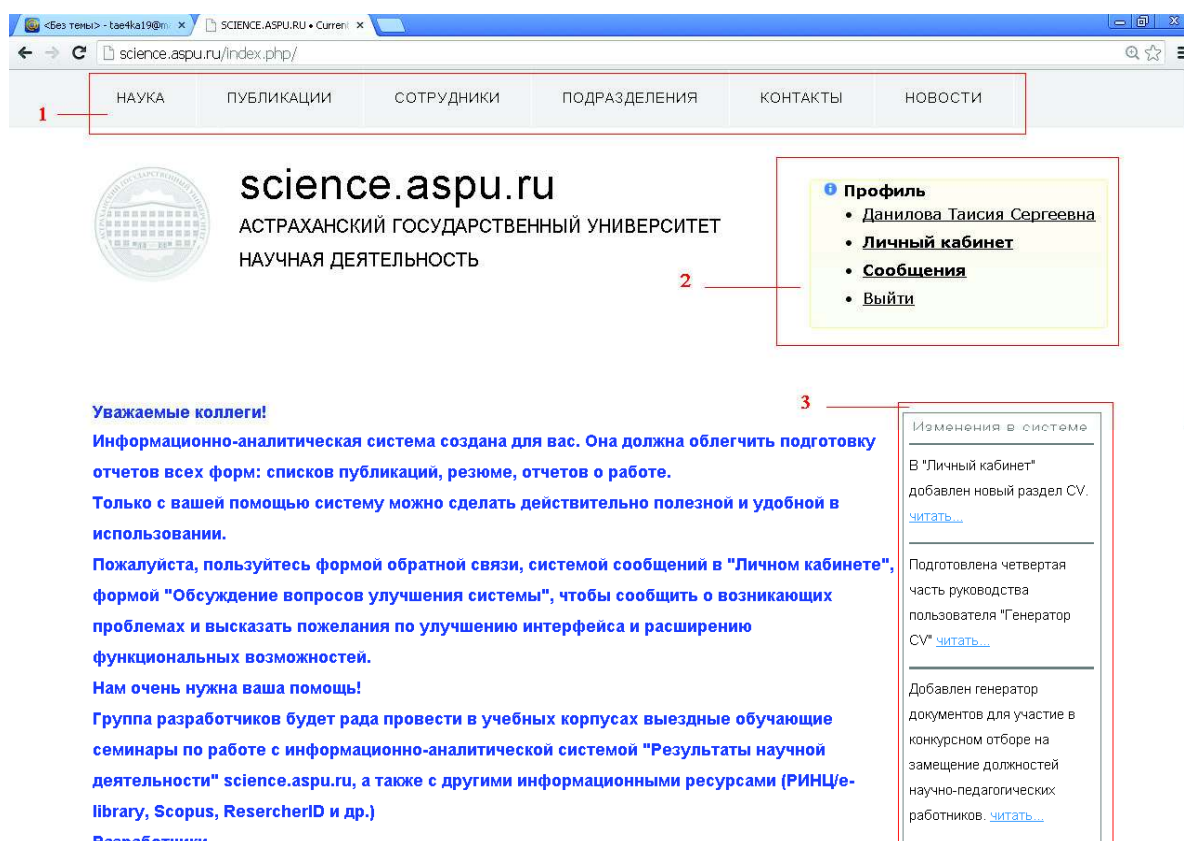 <Без темы> - tae4ka19@m
SCIENCE.ASPU.RU • Current
science.aspu.ru/index.php/
НАУКА ПУБЛИКАЦИИ СОТРУДНИКИ ПОДРАЗДЕЛЕНИЯ КОНТАКТЫ НОВОСТИ
1
science.aspu.ru
АСТРАХАНСКИЙ ГОСУДАРСТВЕННЫЙ УНИВЕРСИТЕТ
НАУЧНАЯ ДЕЯТЕЛЬНОСТЬ
2
Профиль
• Данилова Таисия Сергеевна
• Личный кабинет
• Сообщения
• Выйти
Уважаемые коллеги!
Информационно-аналитическая система создана для вас. Она должна облегчить подготовку
отчетов всех форм: списков публикаций, резюме, отчетов о работе.
Только с вашей помощью систему можно сделать действительно полезной и удобной в
использовании.
Пожалуйста, пользуйтесь формой обратной связи, системой сообщений в "Личном кабинете",
формой "Обсуждение вопросов улучшения системы", чтобы сообщить о возникающих
проблемах и высказать пожелания по улучшению интерфейса и расширению
функциональных возможностей.
Нам очень нужна ваша помощь!
Группа разработчиков будет рада провести в учебных корпусах выездные обучающие
семинары по работе с информационно-аналитической системой "Результаты научной
деятельности" science.aspu.ru, а также с другими информационными ресурсами (РИНЦ/e-
library, Scopus, ResercherID и др.)
Разработчики
3
Изменения в системе
В "Личный кабинет"
добавлен новый раздел CV.
читать...
Подготовлена четвертая
часть руководства
пользователя "Генератор
CV" читать...
Добавлен генератор
документов для участие в
конкурсном отборе на
замещение должностей
научно-педагогических
работников. читать...